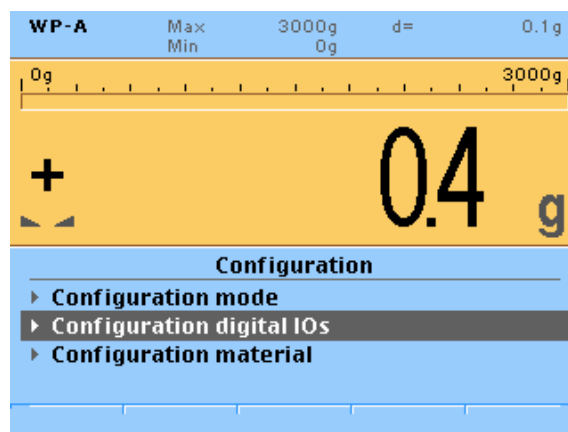 WP-A Max 3000g d= 0.1g
Min 0g
0g 3000g
+ 0.4 g
Configuration
Configuration mode
Configuration digital IOs
Configuration material